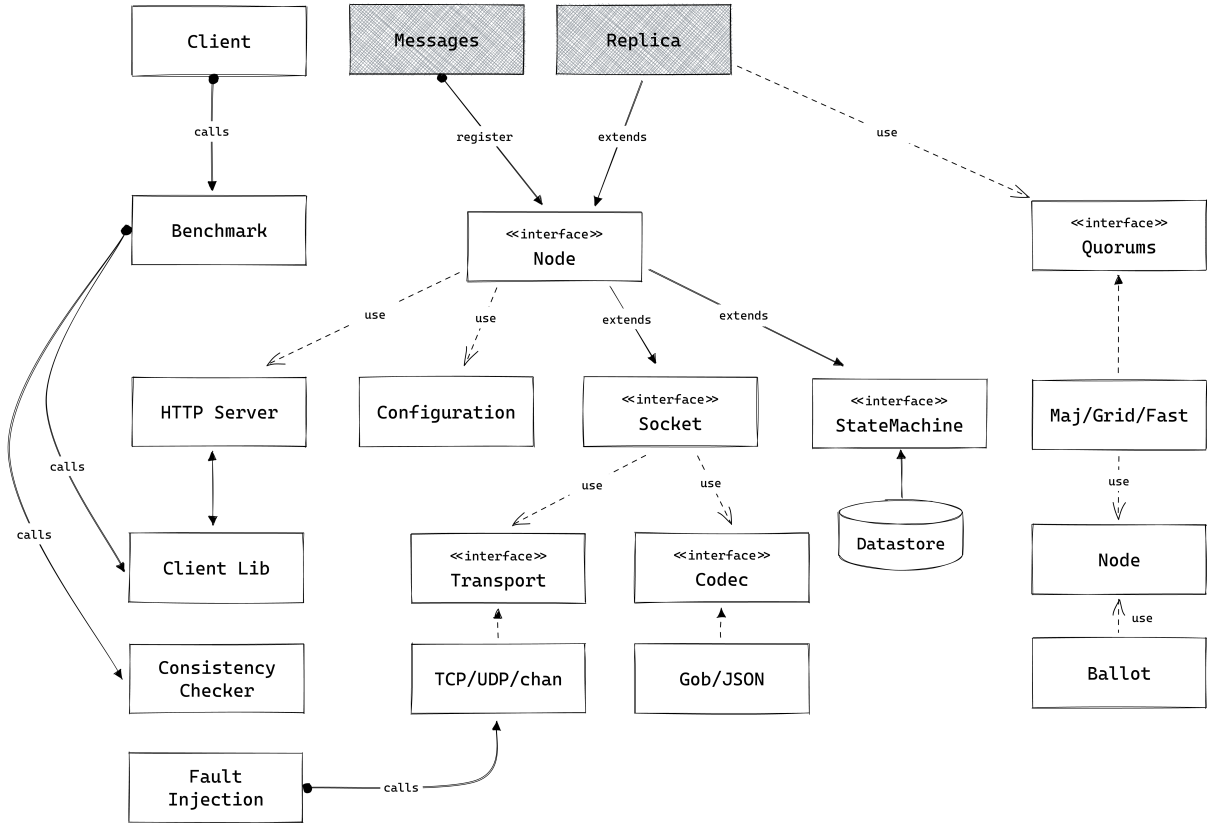 Client
Messages
Replica
calls
register
extends
use
Benchmark
<<interface>>
Node
<<interface>>
Quorums
use
use
extends
extends
HTTP Server
Configuration
<<interface>>
Socket
<<interface>>
StateMachine
Maj/Grid/Fast
calls
use
use
use
calls
Client Lib
<<interface>>
Transport
<<interface>>
Codec
Datastore
Node
use
Consistency
Checker
TCP/UDP/chan
Gob/JSON
Ballot
Fault
Injection
calls